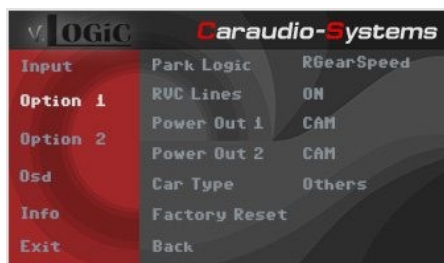 v.LOGiC Caraudio-Systems
Input Park Logic RGearSpeed
Option 1 RVC Lines ON
Power Out 1 CAM
Option 2 Power Out 2 CAM
Osd Car Type Others
Info Factory Reset
Exit Back